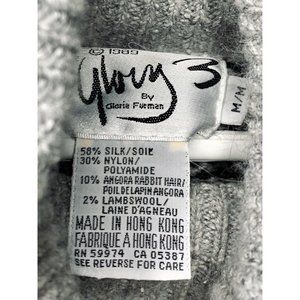 © 1989
Glory 3
By
Gloria Furman
M/M
58% SILK/SOIE
30% NYLON/
POLYAMIDE
10% ANGORA RABBIT HAIR/
POIL DE LAPIN ANGORA
2% LAMBSWOOL/
LAINE D'AGNEAU
MADE IN HONG KONG
FABRIQUÉ À HONG KONG
RN 59974 CA 05387
SEE REVERSE FOR CARE